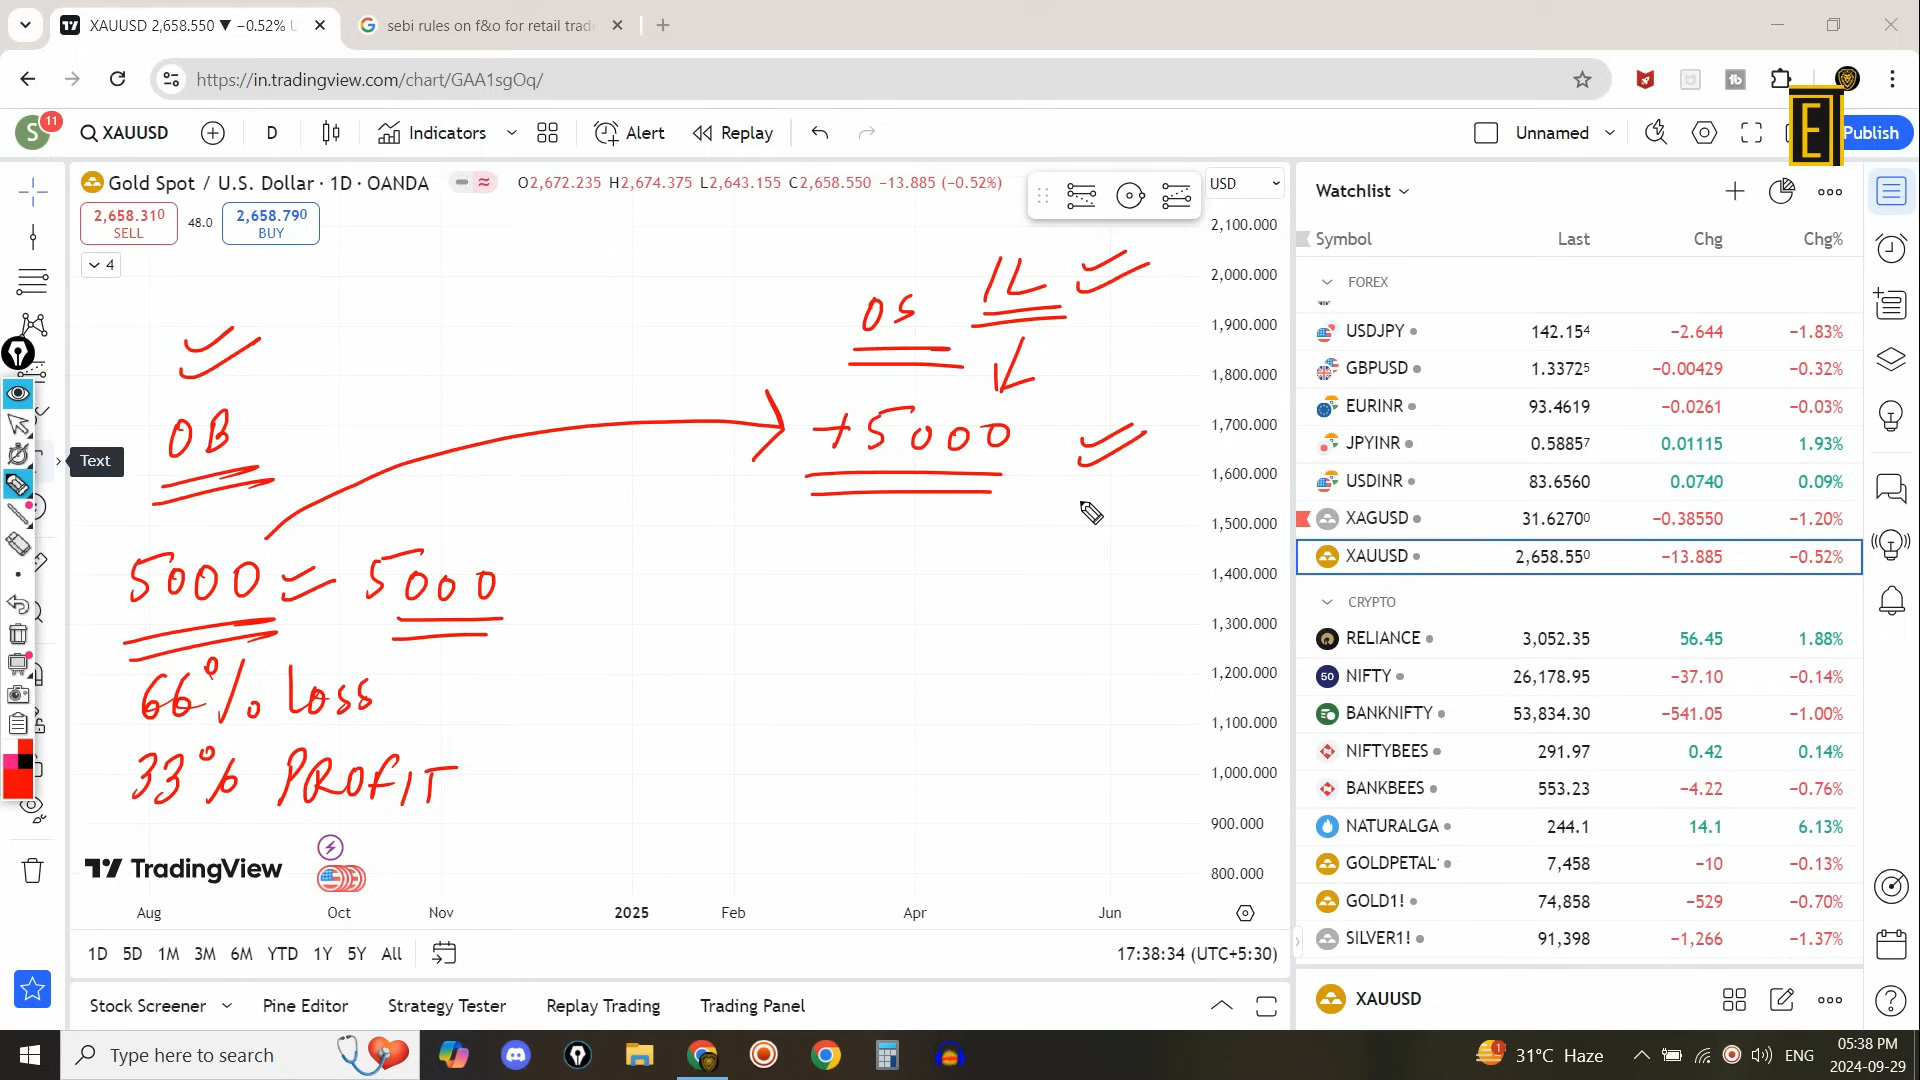 XAUUSD 2,658.550 ▼ −0.52% U
sebi rules on f&o for retail trad
https://in.tradingview.com/chart/GAA1sgOq/
E
S
11
XAUUSD
D
Indicators
Alert
Replay
Unnamed
Publish
Gold Spot / U.S. Dollar · 1D · OANDA
O2,672.235 H2,674.375 L2,643.155 C2,658.550 −13.885 (−0.52%)
2,658.310
SELL
48.0
2,658.790
BUY
4
USD
2,100.000
2,000.000
1,900.000
1,800.000
1,700.000
1,600.000
1,500.000
1,400.000
1,300.000
1,200.000
1,100.000
1,000.000
900.000
800.000
OS
1L
OB
+5000
5000
5000
66% loss
33% PROFIT
Text
TradingView
Aug Oct Nov 2025 Feb Apr Jun
1D 5D 1M 3M 6M YTD 1Y 5Y All
17:38:34 (UTC+5:30)
Stock Screener Pine Editor Strategy Tester Replay Trading Trading Panel
Watchlist
Symbol Last Chg Chg%
FOREX
USDJPY 142.154 −2.644 −1.83%
GBPUSD 1.33725 −0.00429 −0.32%
EURINR 93.4619 −0.0261 −0.03%
JPYINR 0.58857 0.01115 1.93%
USDINR 83.6560 0.0740 0.09%
XAGUSD 31.62700 −0.38550 −1.20%
XAUUSD 2,658.550 −13.885 −0.52%
CRYPTO
RELIANCE 3,052.35 56.45 1.88%
NIFTY 26,178.95 −37.10 −0.14%
BANKNIFTY 53,834.30 −541.05 −1.00%
NIFTYBEES 291.97 0.42 0.14%
BANKBEES 553.23 −4.22 −0.76%
NATURALGA 244.1 14.1 6.13%
GOLDPETAL 7,458 −10 −0.13%
GOLD1! 74,858 −529 −0.70%
SILVER1! 91,398 −1,266 −1.37%
XAUUSD
Type here to search
31°C Haze
ENG
05:38 PM
2024-09-29